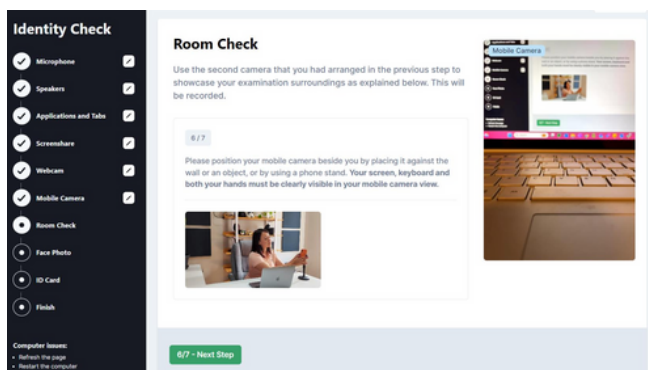 Identity Check
Microphone
Speakers
Applications and Tabs
Screenshare
Webcam
Mobile Camera
Room Check
Face Photo
ID Card
Finish
Computer issues:
• Refresh the page
• Restart the computer
Room Check
Use the second camera that you had arranged in the previous step to
showcase your examination surroundings as explained below. This will
be recorded.
6/7
Please position your mobile camera beside you by placing it against the
wall or an object, or by using a phone stand. Your screen, keyboard and
both your hands must be clearly visible in your mobile camera view.
6/7 - Next Step
Mobile Camera